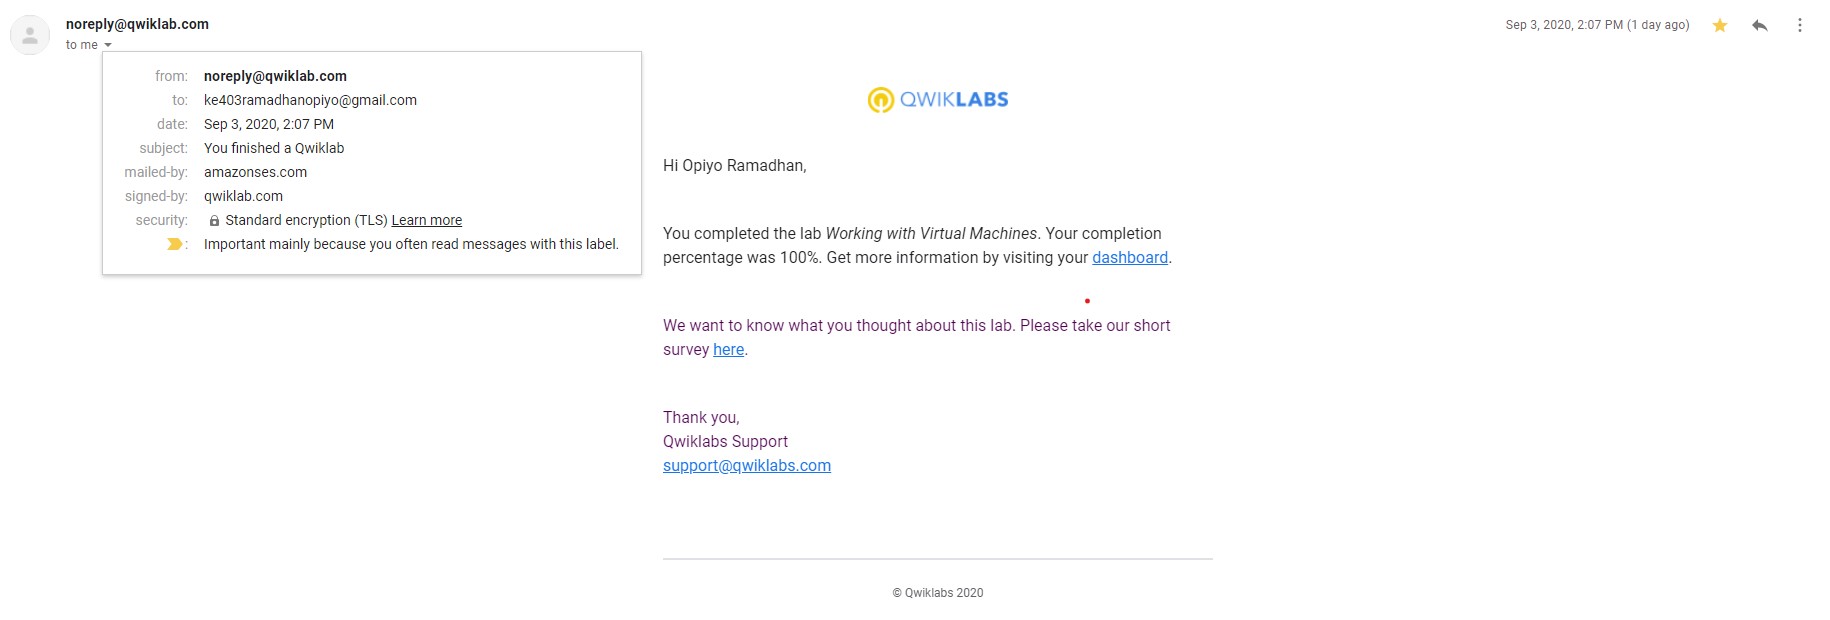 noreply@qwiklab.com
Sep 3, 2020, 2:07 PM (1 day ago)
to me
from: noreply@qwiklab.com
to: ke403ramadhanopiyo@gmail.com
date: Sep 3, 2020, 2:07 PM
subject: You finished a Qwiklab
mailed-by: amazonses.com
signed-by: qwiklab.com
security: Standard encryption (TLS) Learn more
: Important mainly because you often read messages with this label.
QWIKLABS
Hi Opiyo Ramadhan,
You completed the lab Working with Virtual Machines. Your completion
percentage was 100%. Get more information by visiting your dashboard.
We want to know what you thought about this lab. Please take our short
survey here.
Thank you,
Qwiklabs Support
support@qwiklabs.com
© Qwiklabs 2020